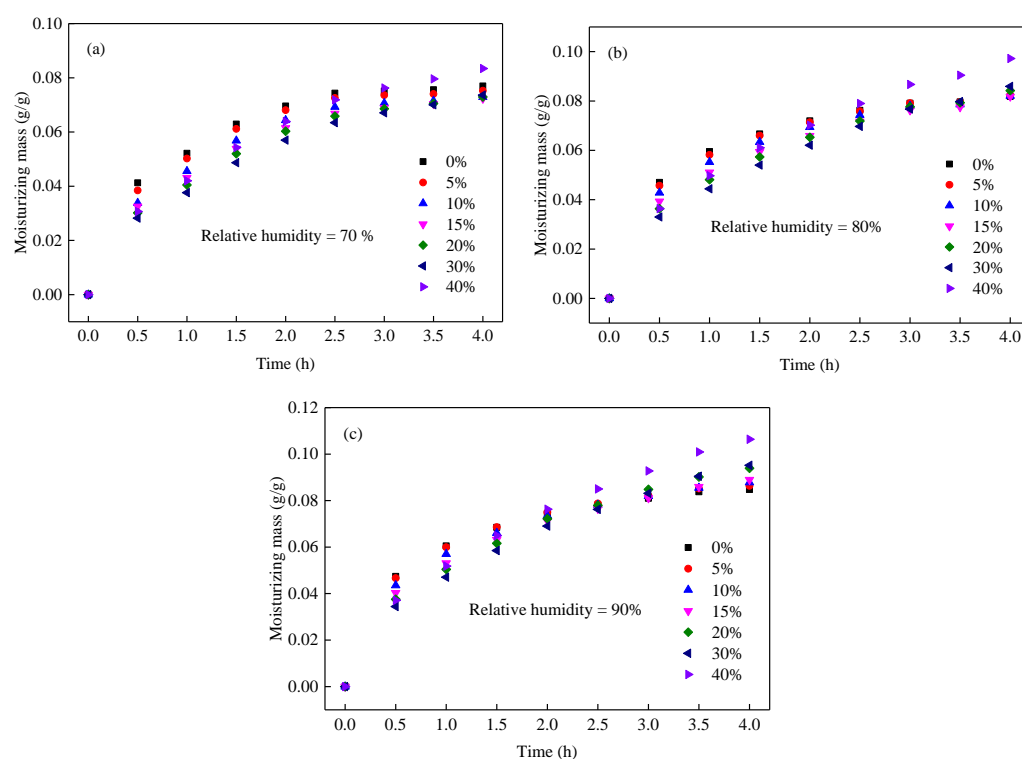 (a)
Moisturizing mass (g/g)
0.10
0.08
0.06
0.04
0.02
0.00
0%
5%
10%
15%
20%
30%
40%
Relative humidity = 70 %
0.0 0.5 1.0 1.5 2.0 2.5 3.0 3.5 4.0
Time (h)
(b)
Moisturizing mass (g/g)
0.10
0.08
0.06
0.04
0.02
0.00
0%
5%
10%
15%
20%
30%
40%
Relative humidity = 80%
0.0 0.5 1.0 1.5 2.0 2.5 3.0 3.5 4.0
Time (h)
(c)
Moisturizing mass (g/g)
0.12
0.10
0.08
0.06
0.04
0.02
0.00
0%
5%
10%
15%
20%
30%
40%
Relative humidity = 90%
0.0 0.5 1.0 1.5 2.0 2.5 3.0 3.5 4.0
Time (h)